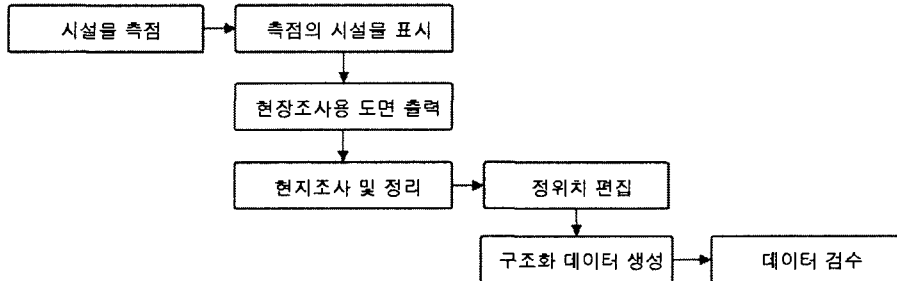 시설물 측점
측점의 시설물 표시
현장조사용 도면 출력
현지조사 및 정리
정위치 편집
구조화 데이터 생성
데이터 검수